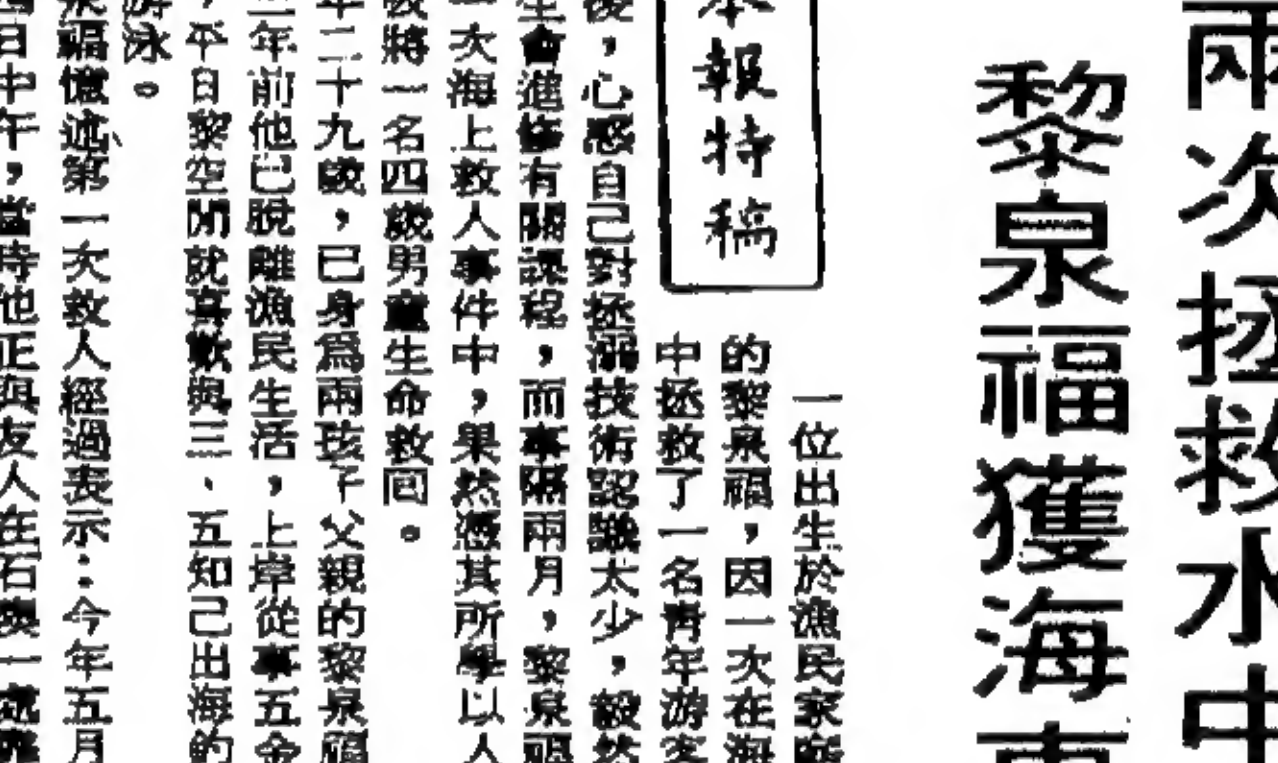 兩次拯救水中
黎泉福獲海
本報特稿
一位出生於漁民家庭
的黎泉福，因一次在海
中拯救了一名青年游客
後，心感自己對拯溺技術認識太少，毅然
生會進修有關課程，而事隔兩月，黎泉福
一次海上救人事件中，果然憑其所學以人
將一名四歲男童生命救回。
年二十九歲，已身為兩孩子父親的黎泉福
三年前他已脫離漁民生活，上岸從事五金
，平日黎空閒就喜歡與三、五知己出海釣
游泳。
泉福憶述第一次救人經過表示：今年五月
日中午，當時他正與友人在石澳一處